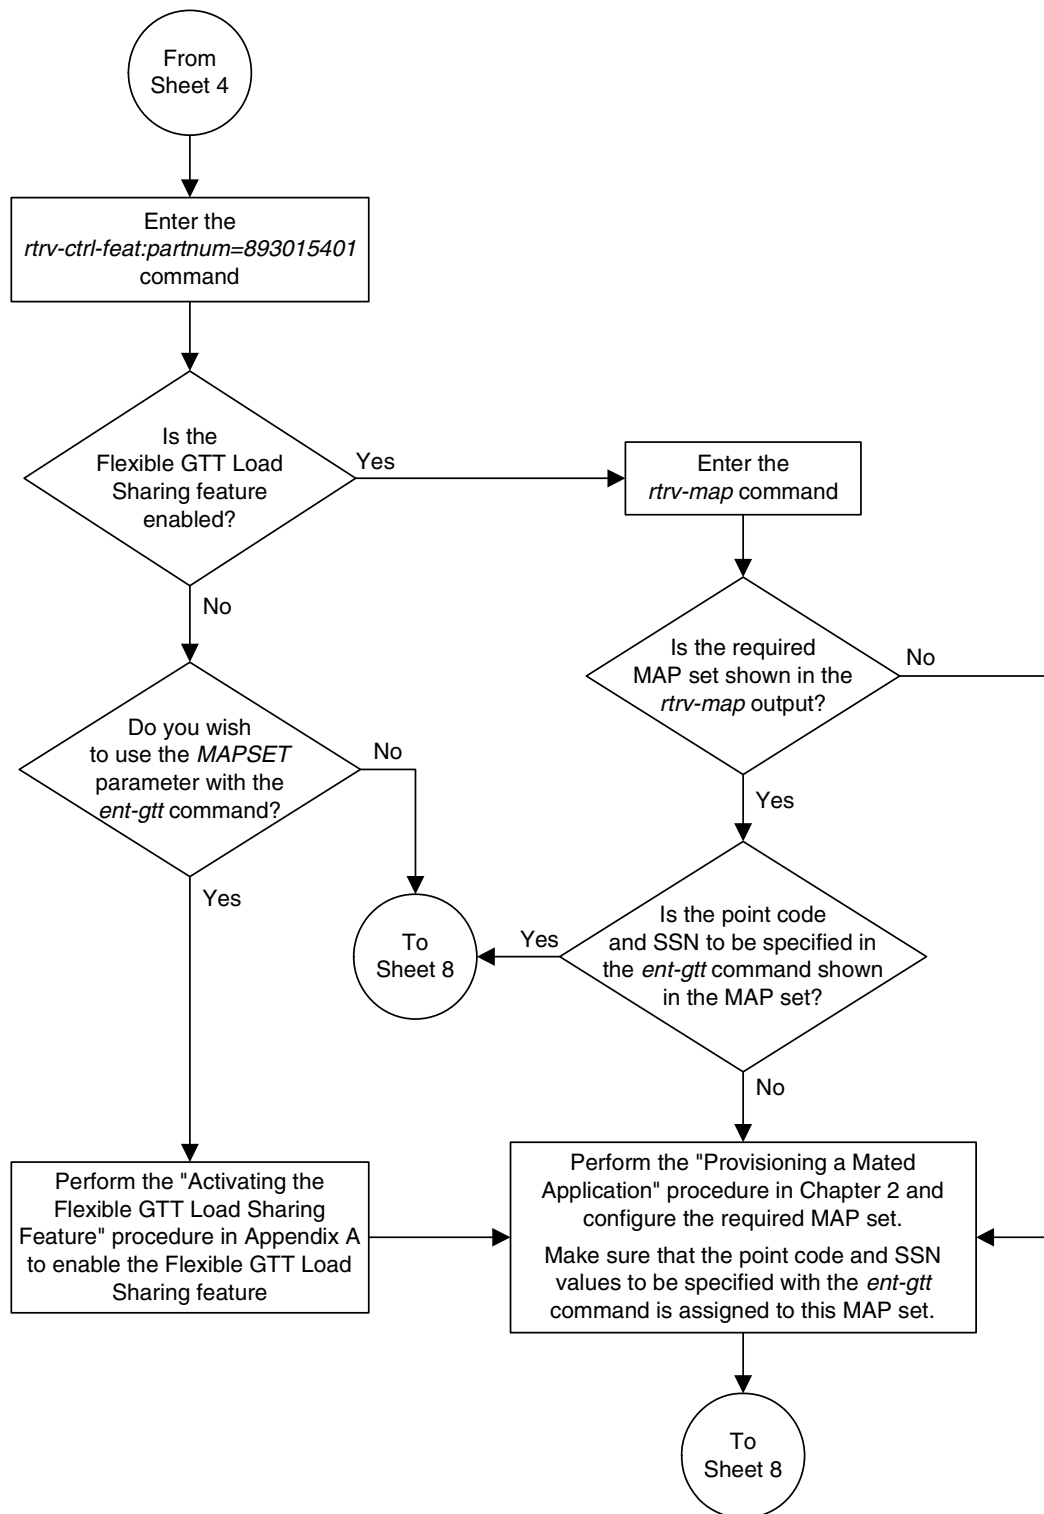 From
Sheet 4
Enter the
rtrv-ctrl-feat:partnum=893015401
command
Is the
Flexible GTT Load
Sharing feature
enabled?
Yes
No
Enter the
rtrv-map command
Is the required
MAP set shown in the
rtrv-map output?
No
Yes
Do you wish
to use the MAPSET
parameter with the
ent-gtt command?
No
Yes
To
Sheet 8
Yes
Is the point code
and SSN to be specified in
the ent-gtt command shown
in the MAP set?
No
Perform the "Activating the
Flexible GTT Load Sharing
Feature" procedure in Appendix A
to enable the Flexible GTT Load
Sharing feature
Perform the "Provisioning a Mated
Application" procedure in Chapter 2 and
configure the required MAP set.
Make sure that the point code and SSN
values to be specified with the ent-gtt
command is assigned to this MAP set.
To
Sheet 8